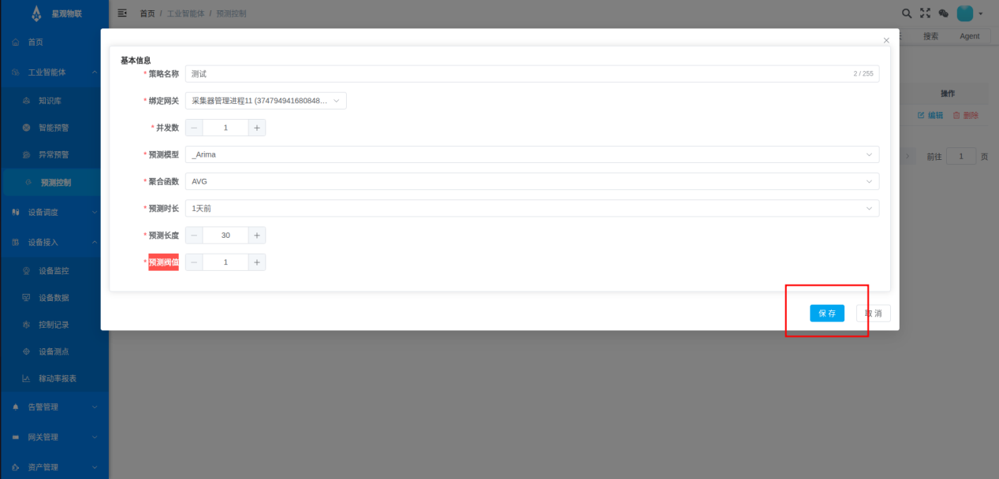 星观物联
首页 / 工业智能体 / 预测控制
首页
工业智能体
知识库
智能预警
异常预警
预测控制
设备调度
设备接入
设备监控
设备数据
控制记录
设备测点
稼动率报表
告警管理
网关管理
资产管理
搜索
Agent
操作
编辑
删除
前往
1
页
基本信息
* 策略名称 测试 2 / 255
* 绑定网关 采集器管理进程11 (374794941680848...
* 并发数 − 1 +
* 预测模型 _Arima
* 聚合函数 AVG
* 预测时长 1天前
* 预测长度 − 30 +
* 预测阀值 − 1 +
保存
取消